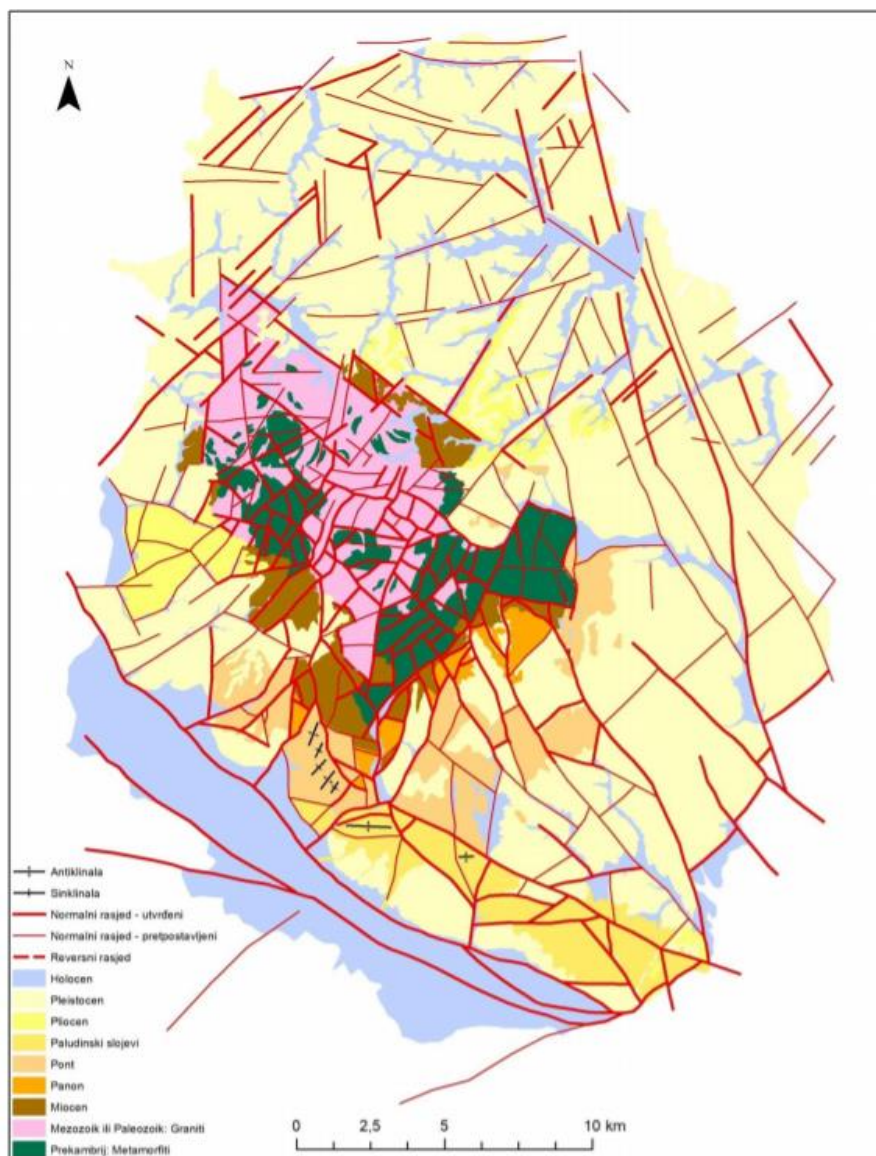 N
Antiklinala
Sinklinala
Normalni rasjed - utvrđeni
Normalni rasjed - pretpostavljeni
Reversni rasjed
Holocen
Pleistocen
Pliocen
Paludinski slojevi
Pont
Panon
Miocen
Mezozoik ili Paleozoik: Graniti
Prekambrij: Metamorfiti
0 2,5 5 10 km